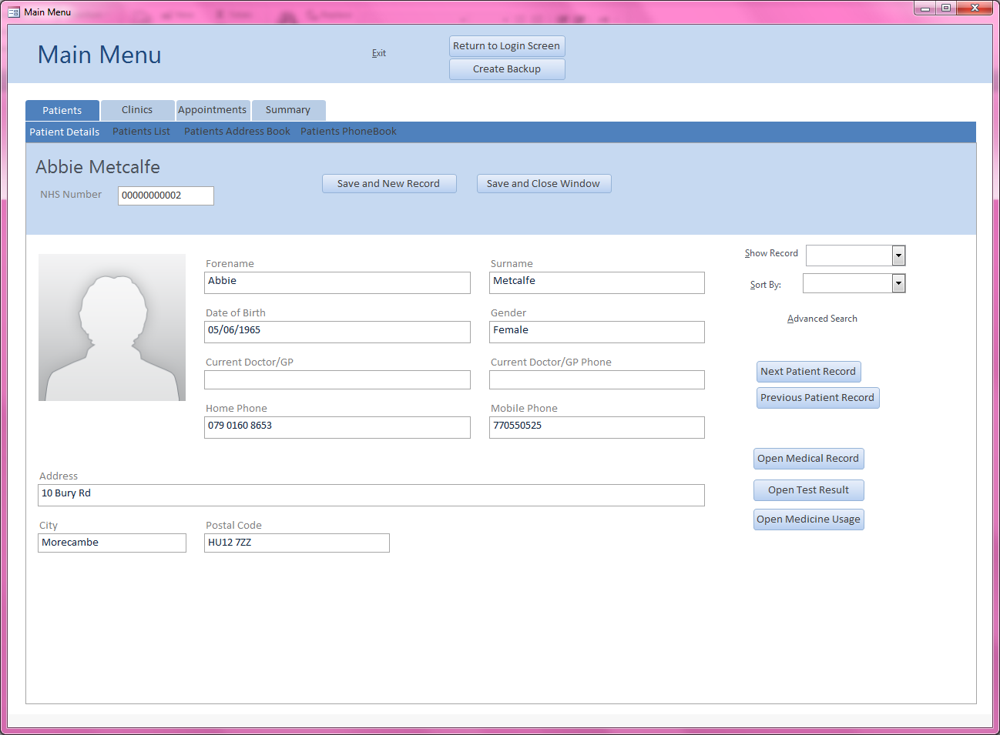 Main Menu
Main Menu
Exit
Return to Login Screen
Create Backup
Patients Clinics Appointments Summary
Patient Details Patients List Patients Address Book Patients PhoneBook
Abbie Metcalfe
NHS Number 00000000002
Save and New Record Save and Close Window
Forename Surname
Abbie Metcalfe
Date of Birth Gender
05/06/1965 Female
Current Doctor/GP Current Doctor/GP Phone
Home Phone Mobile Phone
079 0160 8653 770550525
Address
10 Bury Rd
City Postal Code
Morecambe HU12 7ZZ
Show Record
Sort By:
Advanced Search
Next Patient Record
Previous Patient Record
Open Medical Record
Open Test Result
Open Medicine Usage